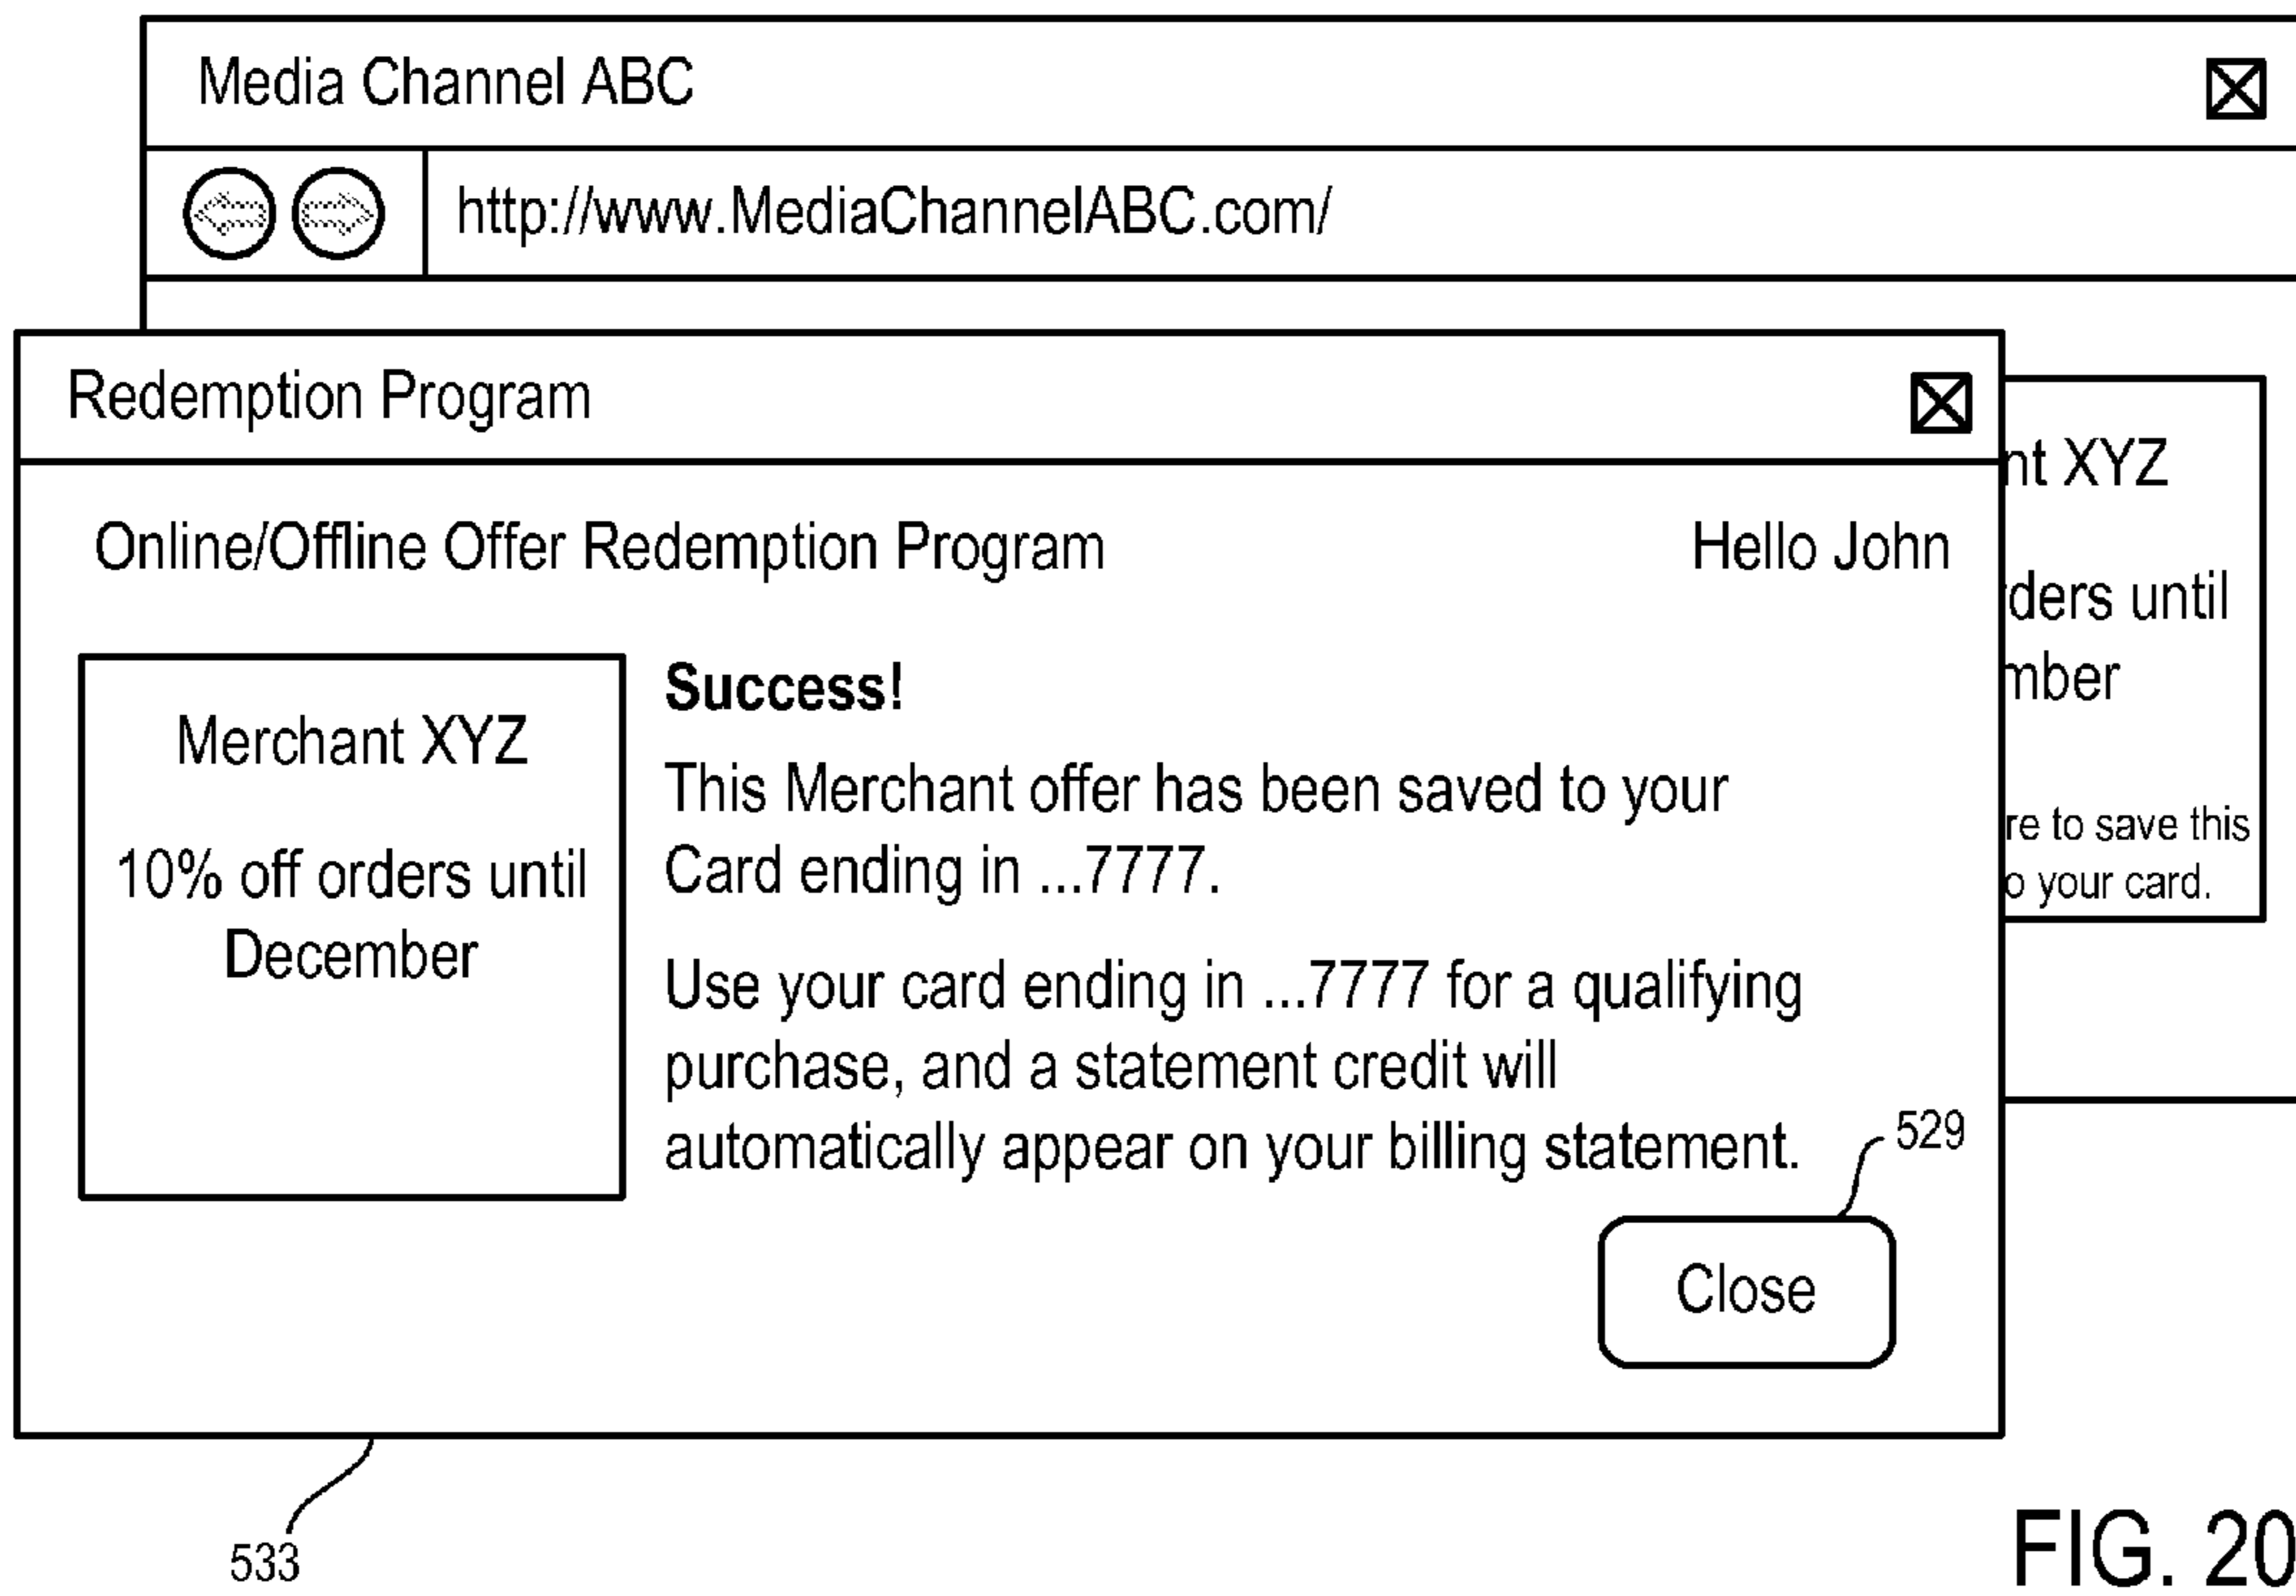 Media Channel ABC
http://www.MediaChannelABC.com/
Redemption Program
Online/Offline Offer Redemption Program
Hello John
Merchant XYZ
10% off orders until
December
Success!
This Merchant offer has been saved to your
Card ending in ...7777.
Use your card ending in ...7777 for a qualifying
purchase, and a statement credit will
automatically appear on your billing statement.
529
Close
nt XYZ
ders until
mber
re to save this
o your card.
533
FIG. 20